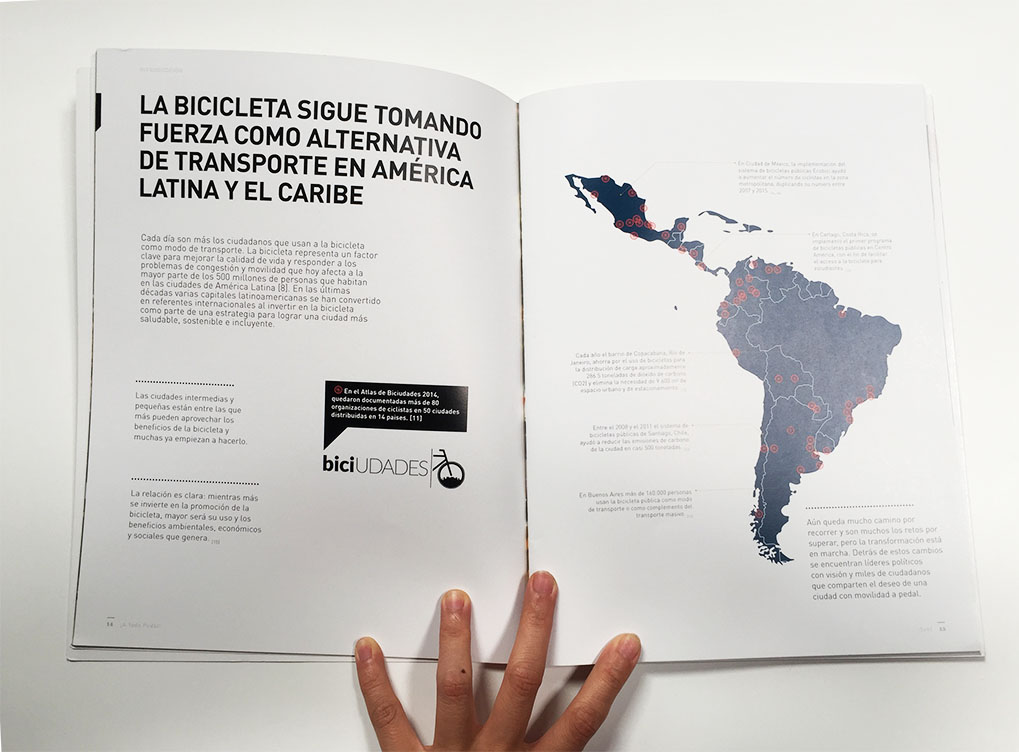 INTRODUCCIÓN
LA BICICLETA SIGUE TOMANDO
FUERZA COMO ALTERNATIVA
DE TRANSPORTE EN AMÉRICA
LATINA Y EL CARIBE
Cada día son más los ciudadanos que usan a la bicicleta
como modo de transporte. La bicicleta representa un factor
clave para mejorar la calidad de vida y responder a los
problemas de congestión y movilidad que hoy afecta a la
mayor parte de los 500 millones de personas que habitan
en las ciudades de América Latina [8]. En las últimas
décadas varias capitales latinoamericanas se han convertido
en referentes internacionales al invertir en la bicicleta
como parte de una estrategia para lograr una ciudad más
saludable, sostenible e incluyente.
Las ciudades intermedias y
pequeñas están entre las que
más pueden aprovechar los
beneficios de la bicicleta y
muchas ya empiezan a hacerlo.
En el Atlas de Biciudades 2014,
quedaron documentadas más de 80
organizaciones de ciclistas en 50 ciudades
distribuidas en 14 países. [11]
biciUDADES
La relación es clara: mientras más
se invierte en la promoción de la
bicicleta, mayor será su uso y los
beneficios ambientales, económicos
y sociales que genera.
En Ciudad de México, la implementación del
sistema de bicicletas públicas Ecobici ayudó
a aumentar el número de ciclistas en la zona
metropolitana, duplicando su número entre
2007 y 2015.
En Cartago, Costa Rica, se
implementó el primer programa
de bicicletas públicas en Centro
América, con el fin de facilitar
el acceso a la bicicleta para
estudiantes.
Cada año el barrio de Copacabana, Río de
Janeiro, ahorra por el uso de bicicletas para
la distribución de carga aproximadamente
286.5 toneladas de dióxido de carbono
(CO2) y elimina la necesidad de 9.600 m² de
espacio urbano y de estacionamiento.
Entre el 2008 y el 2011 el sistema de
bicicletas públicas de Santiago, Chile,
ayudó a reducir las emisiones de carbono
de la ciudad en casi 500 toneladas.
En Buenos Aires más de 160.000 personas
usan la bicicleta pública como modo
de transporte o como complemento del
transporte masivo.
Aún queda mucho camino por
recorrer y son muchos los retos por
superar, pero la transformación está
en marcha. Detrás de estos cambios
se encuentran líderes políticos
con visión y miles de ciudadanos
que comparten el deseo de una
ciudad con movilidad a pedal.